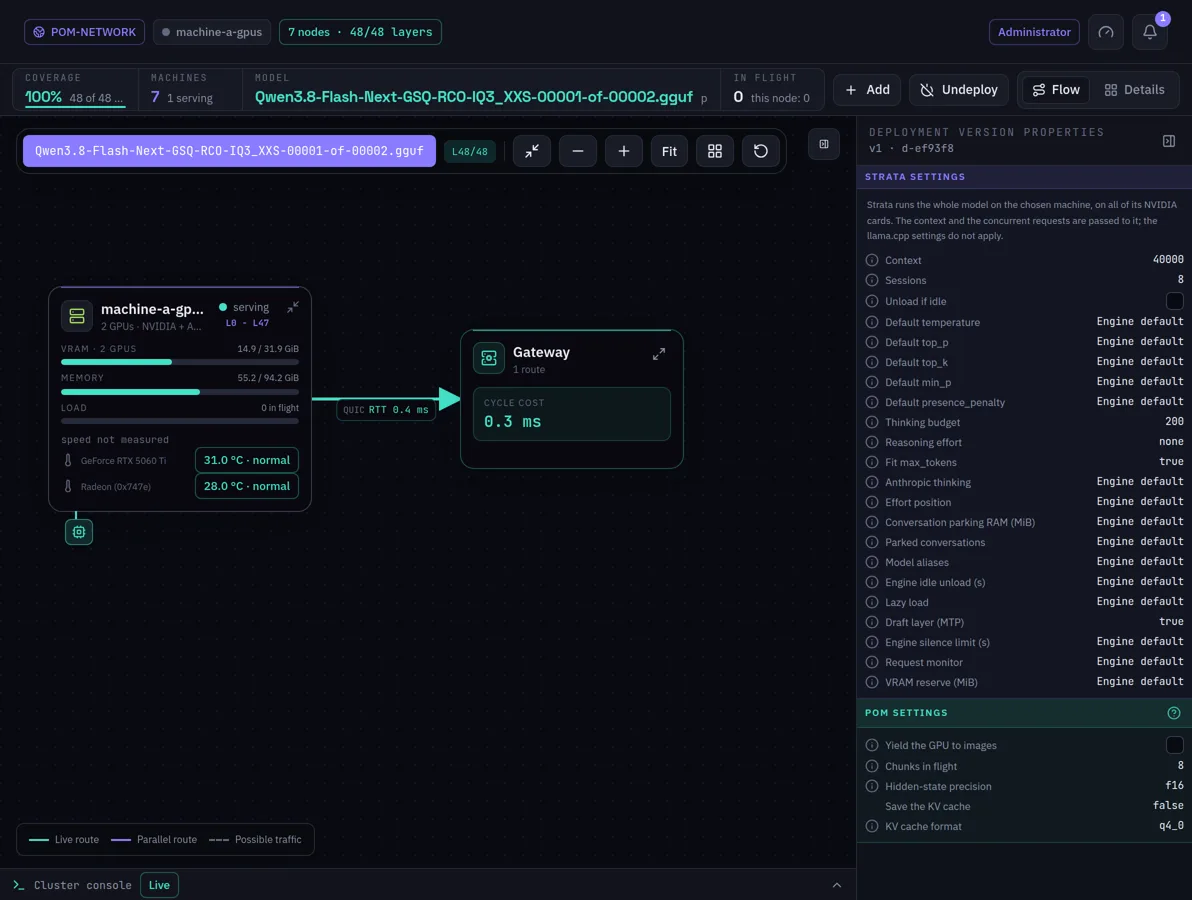 POM-NETWORK
machine-a-gpus
7 nodes · 48/48 layers
Administrator
1
COVERAGE
100% 48 of 48 ...
MACHINES
7 1 serving
MODEL
Qwen3.8-Flash-Next-GSQ-RCO-IQ3_XXS-00001-of-00002.gguf p
IN FLIGHT
0 this node: 0
Add
Undeploy
Flow
Details
Qwen3.8-Flash-Next-GSQ-RCO-IQ3_XXS-00001-of-00002.gguf
L48/48
Fit
machine-a-gp...
serving
2 GPUs · NVIDIA + A...
L0 - L47
VRAM · 2 GPUS 14.9 / 31.9 GiB
MEMORY 55.2 / 94.2 GiB
LOAD 0 in flight
speed not measured
GeForce RTX 5060 Ti 31.0 °C · normal
Radeon (0x747e) 28.0 °C · normal
QUIC RTT 0.4 ms
Gateway
1 route
CYCLE COST
0.3 ms
Live route
Parallel route
Possible traffic
Cluster console
Live
DEPLOYMENT VERSION PROPERTIES
v1 · d-ef93f8
STRATA SETTINGS
Strata runs the whole model on the chosen machine, on all of its NVIDIA
cards. The context and the concurrent requests are passed to it; the
llama.cpp settings do not apply.
Context 40000
Sessions 8
Unload if idle
Default temperature Engine default
Default top_p Engine default
Default top_k Engine default
Default min_p Engine default
Default presence_penalty Engine default
Thinking budget 200
Reasoning effort none
Fit max_tokens true
Anthropic thinking Engine default
Effort position Engine default
Conversation parking RAM (MiB) Engine default
Parked conversations Engine default
Model aliases Engine default
Engine idle unload (s) Engine default
Lazy load Engine default
Draft layer (MTP) true
Engine silence limit (s) Engine default
Request monitor Engine default
VRAM reserve (MiB) Engine default
POM SETTINGS
Yield the GPU to images
Chunks in flight 8
Hidden-state precision f16
Save the KV cache false
KV cache format q4_0